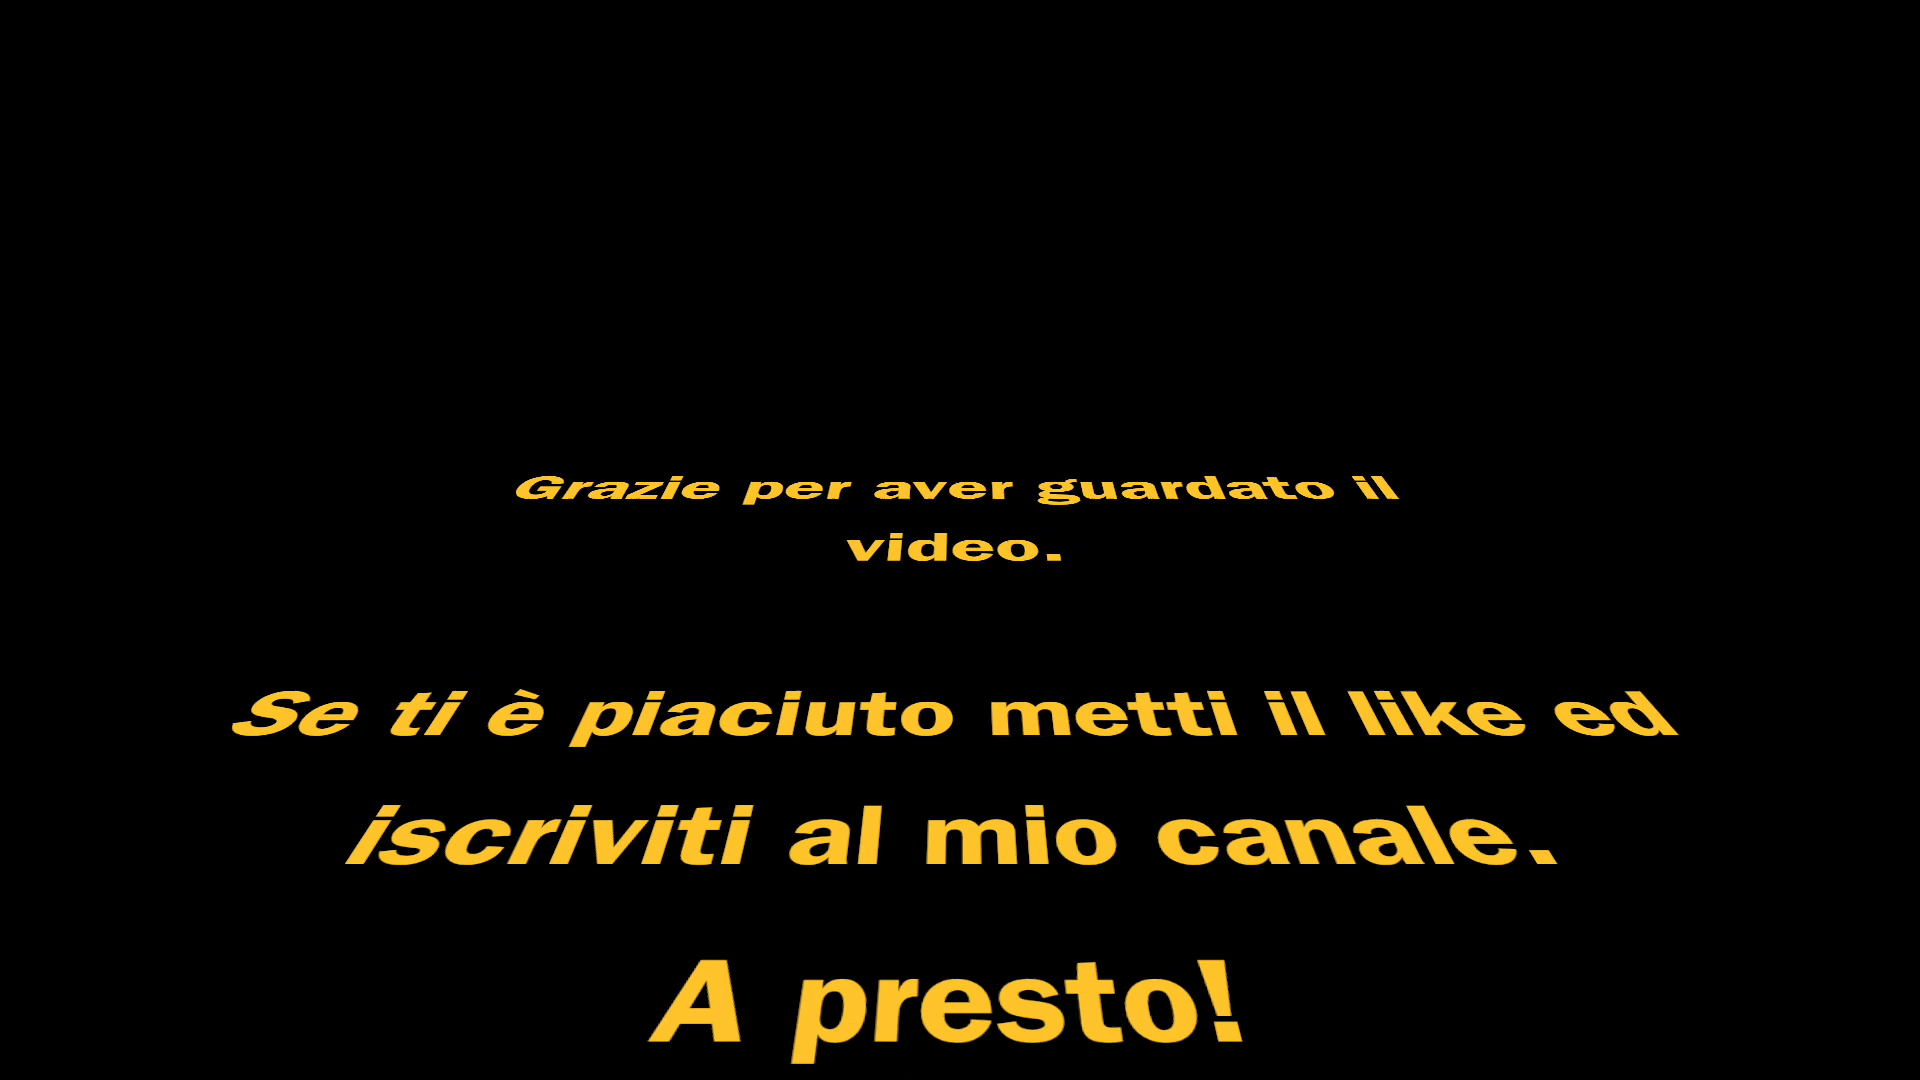 Grazie per aver guardato il
video.
Se ti è piaciuto metti il like ed
iscriviti al mio canale.
A presto!